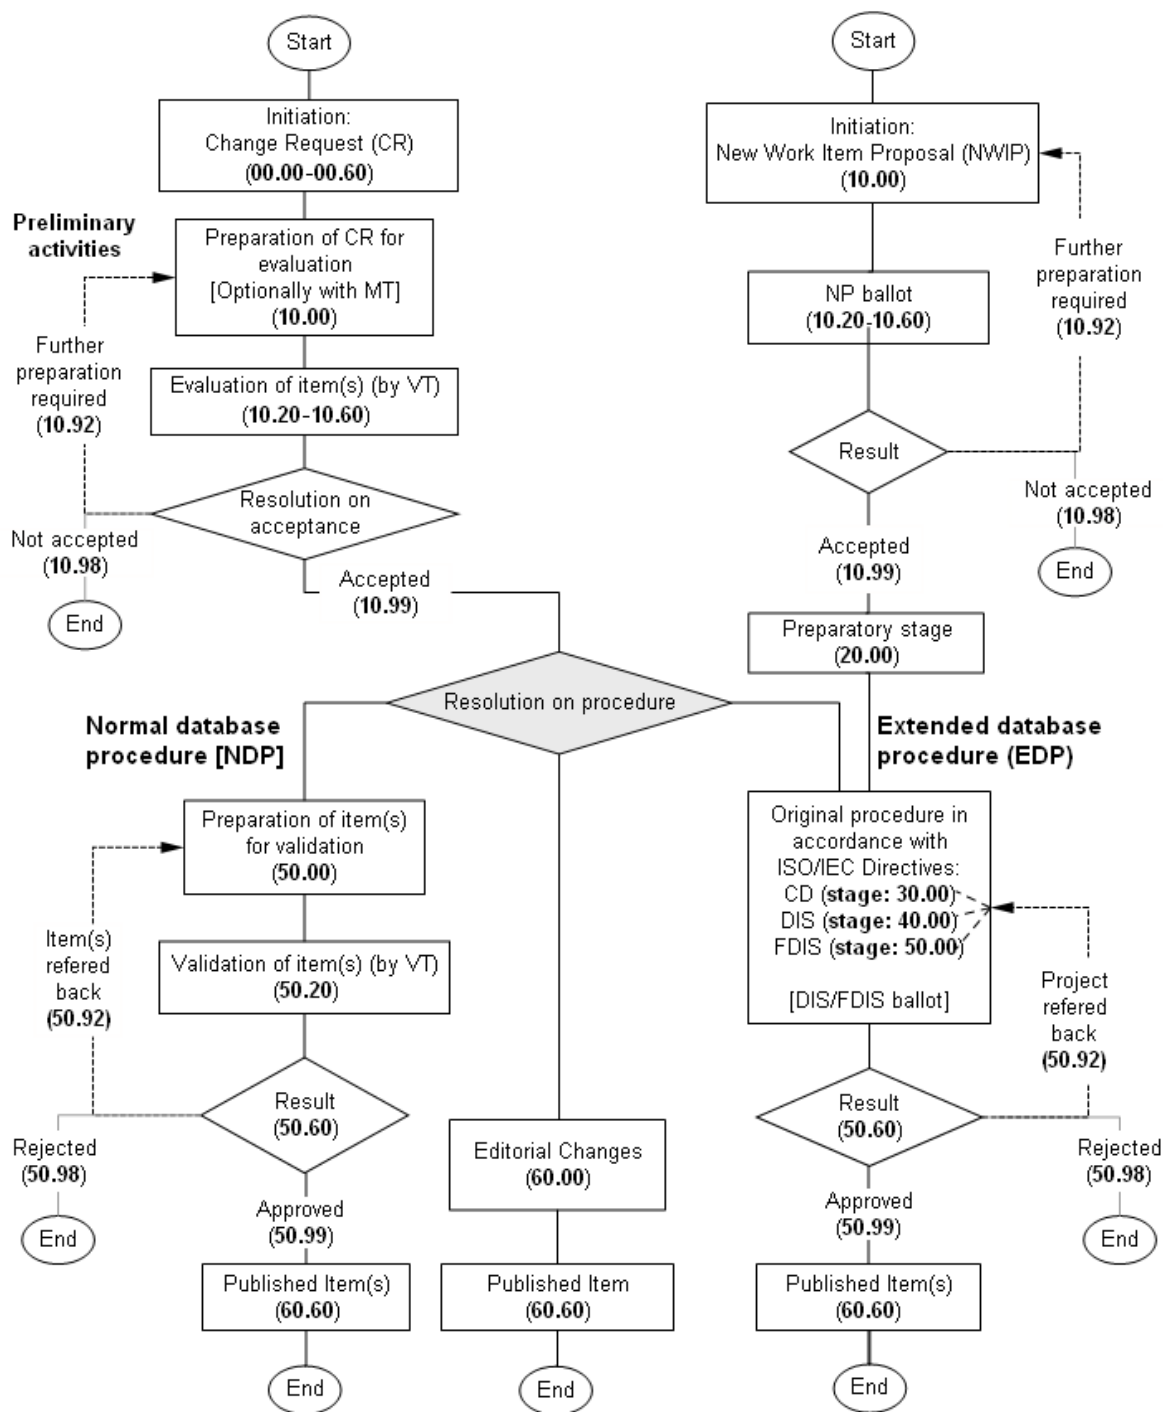 Start
Initiation:
Change Request (CR)
(00.00-00.60)
Preliminary
activities
Preparation of CR for
evaluation
[Optionally with MT]
(10.00)
Further
preparation
required
(10.92)
Evaluation of item(s) (by VT)
(10.20-10.60)
Resolution on
acceptance
Not accepted
(10.98)
End
Accepted
(10.99)
Start
Initiation:
New Work Item Proposal (NWIP)
(10.00)
Further
preparation
required
(10.92)
NP ballot
(10.20-10.60)
Result
Not accepted
(10.98)
End
Accepted
(10.99)
Preparatory stage
(20.00)
Resolution on procedure
Normal database
procedure [NDP]
Preparation of item(s)
for validation
(50.00)
Item(s)
refered
back
(50.92)
Validation of item(s) (by VT)
(50.20)
Result
(50.60)
Rejected
(50.98)
End
Approved
(50.99)
Published Item(s)
(60.60)
End
Editorial Changes
(60.00)
Published Item
(60.60)
End
Extended database
procedure (EDP)
Original procedure in
accordance with
ISO/IEC Directives:
CD (stage: 30.00)
DIS (stage: 40.00)
FDIS (stage: 50.00)
[DIS/FDIS ballot]
Project
refered
back
(50.92)
Result
(50.60)
Rejected
(50.98)
End
Approved
(50.99)
Published Item(s)
(60.60)
End